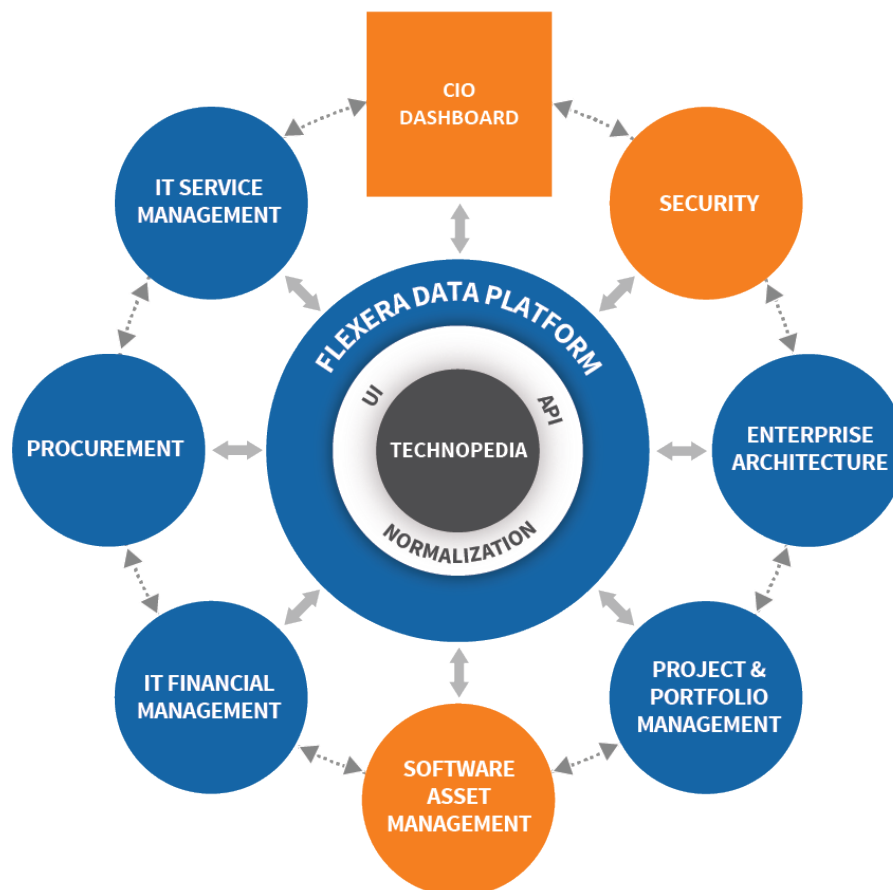 CIO
DASHBOARD
IT SERVICE
MANAGEMENT
SECURITY
FLEXERA DATA PLATFORM
UI
API
TECHNOPEDIA
NORMALIZATION
PROCUREMENT
ENTERPRISE
ARCHITECTURE
IT FINANCIAL
MANAGEMENT
PROJECT &
PORTFOLIO
MANAGEMENT
SOFTWARE
ASSET
MANAGEMENT